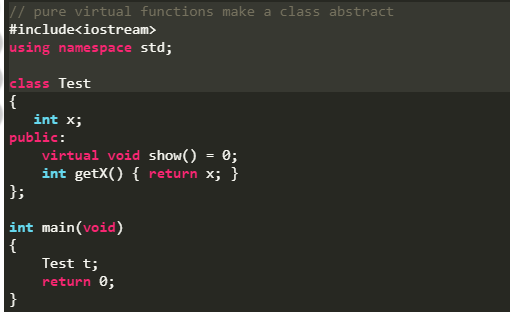 // pure virtual functions make a class abstract
#include<iostream>
using namespace std;
class Test
{
int x;
public:
virtual void show() = 0;
int getX() { return x; }
};
int main(void)
{
Test t;
return 0;
}